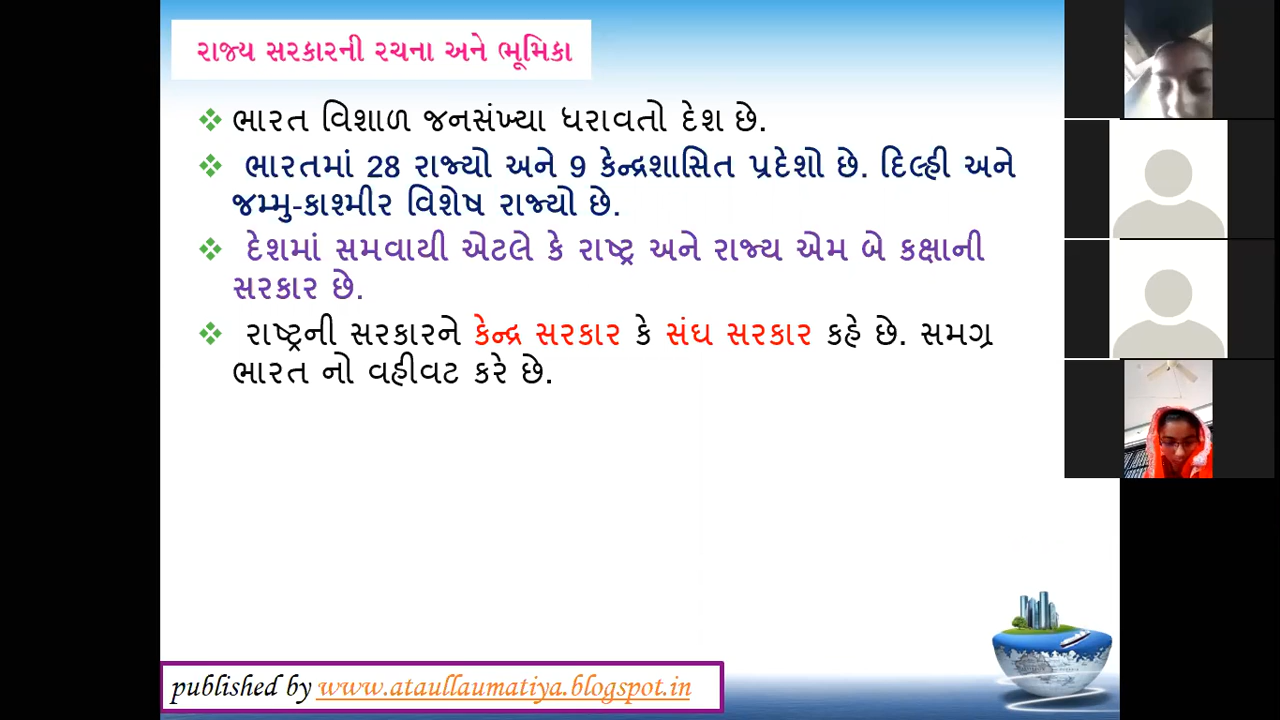 રાજ્ય સરકારની રચના અને ભૂમિકા
ભારત વિશાળ જનસંખ્યા ધરાવતો દેશ છે.
ભારતમાં 28 રાજ્યો અને 9 કેન્દ્રશાસિત પ્રદેશો છે. દિલ્હી અને
જમ્મુ-કાશ્મીર વિશેષ રાજ્યો છે.
દેશમાં સમવાયી એટલે કે રાષ્ટ્ર અને રાજ્ય એમ બે કક્ષાની
સરકાર છે.
રાષ્ટ્રની સરકારને કેન્દ્ર સરકાર કે સંઘ સરકાર કહે છે. સમગ્ર
ભારત નો વહીવટ કરે છે.
published by www.ataullaumatiya.blogspot.in